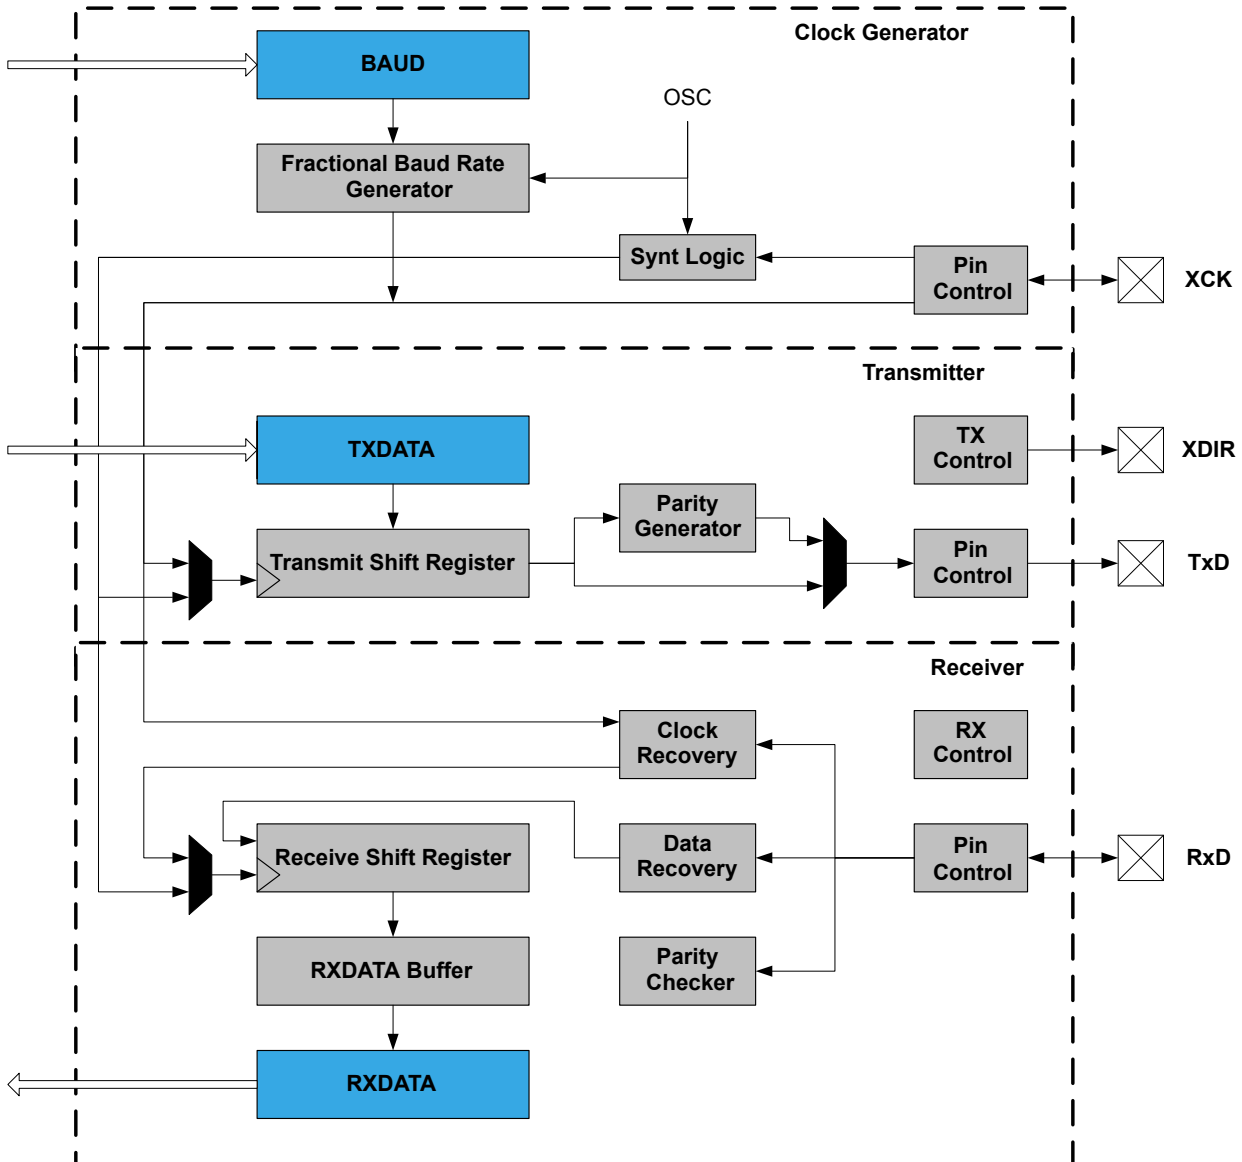 Clock Generator
BAUD
OSC
Fractional Baud Rate
Generator
Synt Logic
Pin
Control
XCK
Transmitter
TXDATA
TX
Control
XDIR
Parity
Generator
Transmit Shift Register
Pin
Control
TxD
Receiver
Clock
Recovery
RX
Control
Receive Shift Register
Data
Recovery
Pin
Control
RxD
RXDATA Buffer
Parity
Checker
RXDATA